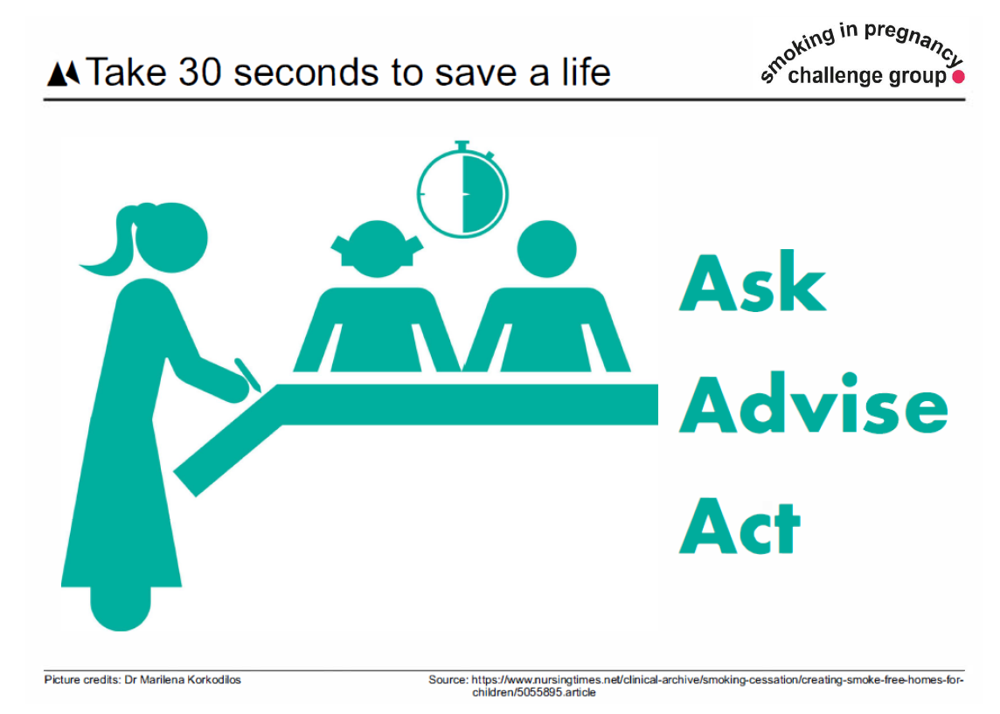 Take 30 seconds to save a life
smoking in pregnancy
challenge group
Ask
Advise
Act
Picture credits: Dr Marilena Korkodilos
Source: https://www.nursingtimes.net/clinical-archive/smoking-cessation/creating-smoke-free-homes-for-
children/5055895.article